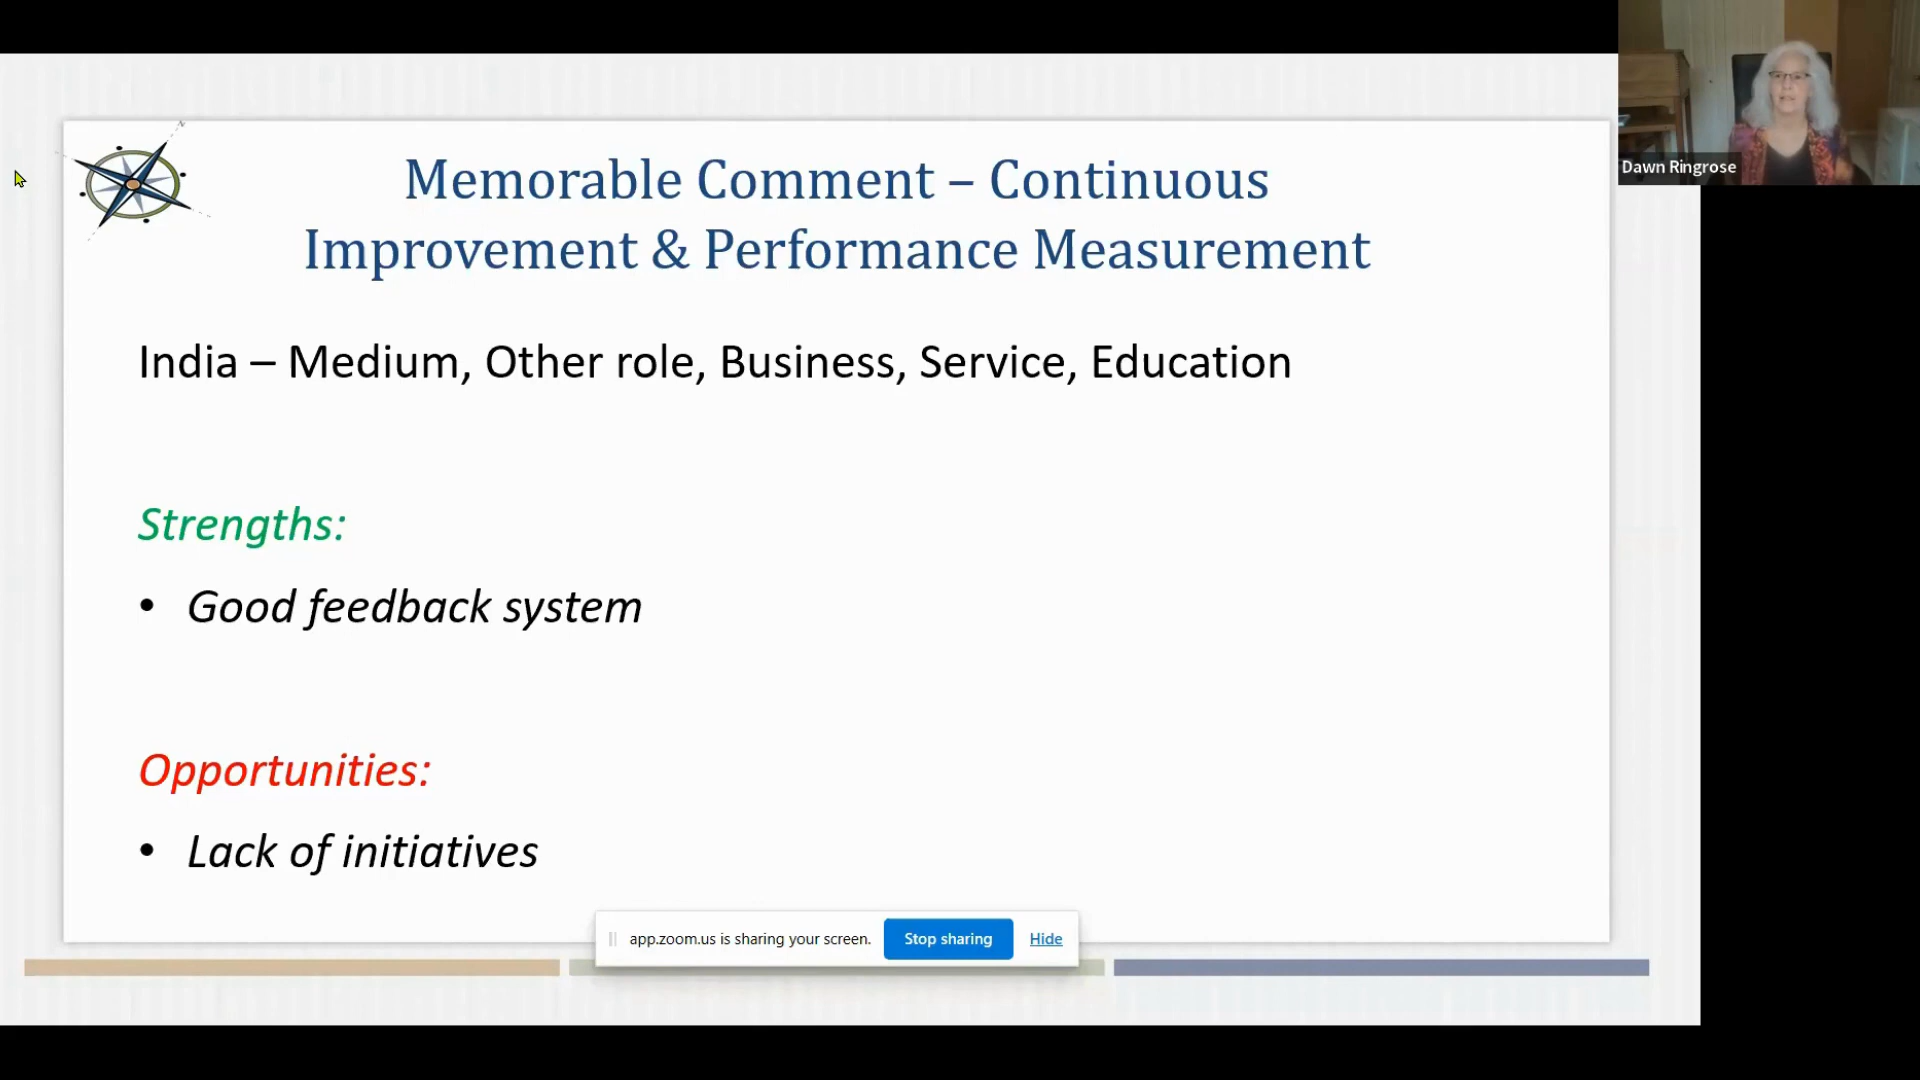 Dawn Ringrose
Memorable Comment – Continuous
Improvement & Performance Measurement
India – Medium, Other role, Business, Service, Education
Strengths:
• Good feedback system
Opportunities:
• Lack of initiatives
app.zoom.us is sharing your screen. Stop sharing Hide